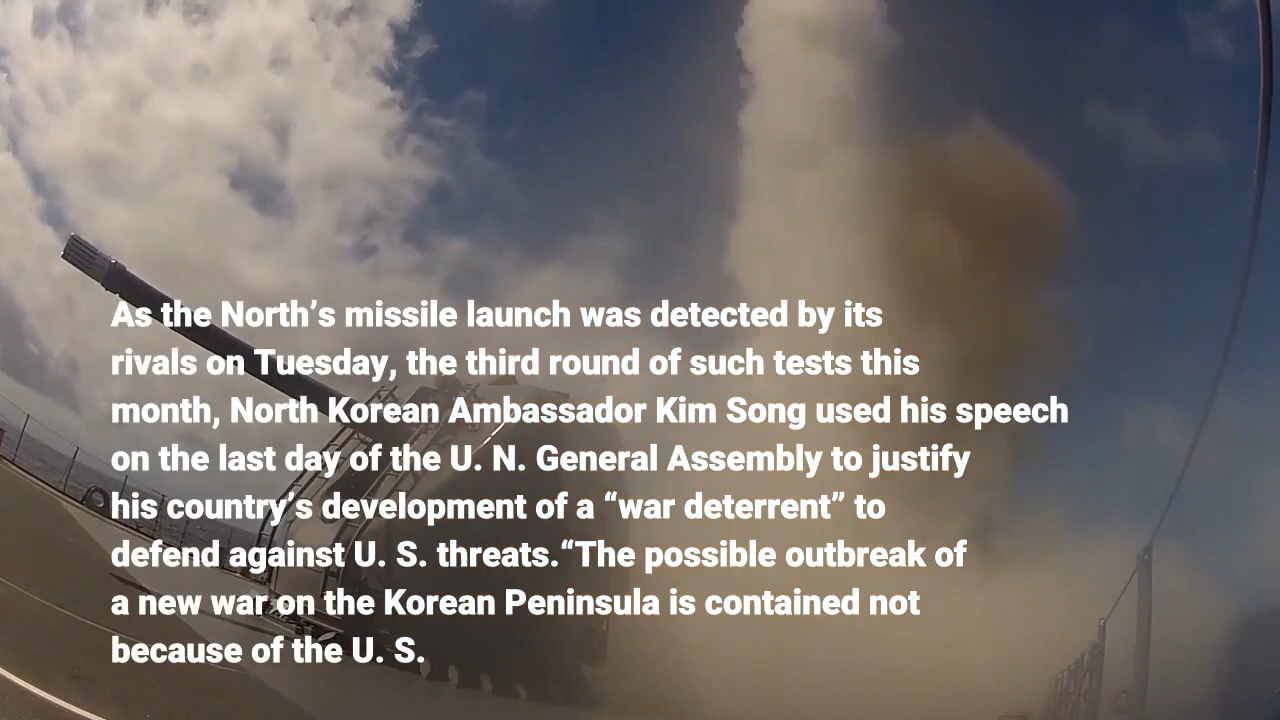 As the North’s missile launch was detected by its
rivals on Tuesday, the third round of such tests this
month, North Korean Ambassador Kim Song used his speech
on the last day of the U. N. General Assembly to justify
his country’s development of a “war deterrent” to
defend against U. S. threats.“The possible outbreak of
a new war on the Korean Peninsula is contained not
because of the U. S.